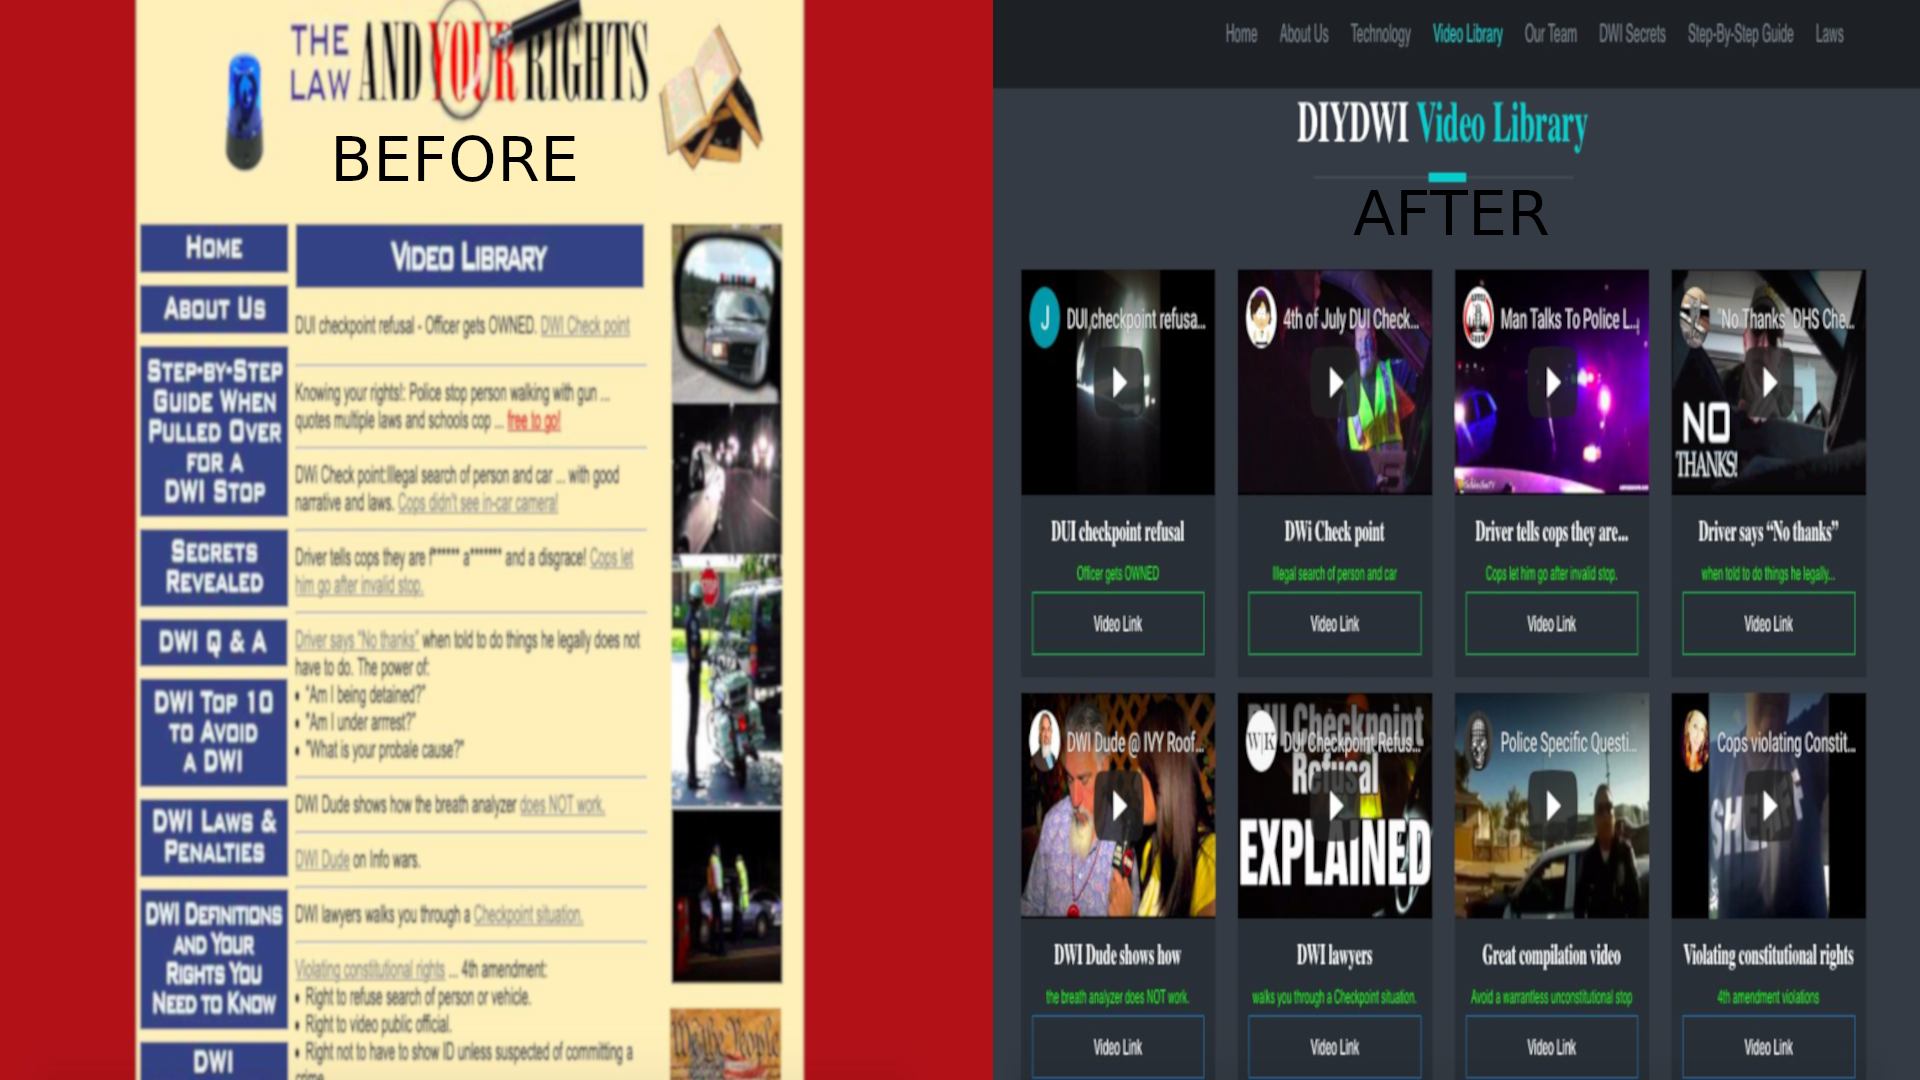 THE
LAW AND YOUR RIGHTS
BEFORE
HOME
ABOUT US
STEP-BY-STEP
GUIDE WHEN
PULLED OVER
FOR A
DWI STOP
SECRETS
REVEALED
DWI Q & A
DWI TOP 10
TO AVOID
A DWI
DWI LAWS &
PENALTIES
DWI DEFINITIONS
AND YOUR
RIGHTS YOU
NEED TO KNOW
DWI
VIDEO LIBRARY
DUI checkpoint refusal - Officer gets OWNED. DWI Check point
Knowing your rights!: Police stop person walking with gun ...
quotes multiple laws and schools cop ... free to go!
DWi Check point:Illegal search of person and car ... with good
narrative and laws. Cops didn't see in-car camera!
Driver tells cops they are f****** a******* and a disgrace! Cops let
him go after invalid stop.
Driver says "No thanks" when told to do things he legally does not
have to do. The power of:
• "Am I being detained?"
• "Am I under arrest?"
• "What is your probale cause?"
DWI Dude shows how the breath analyzer does NOT work.
DWI Dude on Info wars.
DWI lawyers walks you through a Checkpoint situation.
Violating constitutional rights ... 4th amendment:
• Right to refuse search of person or vehicle.
• Right to video public official.
• Right not to have to show ID unless suspected of committing a
crime.
We the People
Home About Us Technology Video Library Our Team DWI Secrets Step-By-Step Guide Laws
DIYDWI Video Library
AFTER
J DUI checkpoint refusa...
4th of July DUI Check...
Man Talks To Police L...
"No Thanks" DHS Che...
NO
THANKS!
DUI checkpoint refusal
DWi Check point
Driver tells cops they are...
Driver says “No thanks”
Officer gets OWNED
Illegal search of person and car
Cops let him go after invalid stop.
when told to do things he legally...
Video Link
Video Link
Video Link
Video Link
DWI Dude @ IVY Roof...
DUI Checkpoint
W|K DUI Checkpoint Refus...
Refusal
EXPLAINED
Police Specific Questi...
Cops violating Constit...
SHERIFF
DWI Dude shows how
DWI lawyers
Great compilation video
Violating constitutional rights
the breath analyzer does NOT work.
walks you through a Checkpoint situation.
Avoid a warrantless unconstitutional stop
4th amendment violations
Video Link
Video Link
Video Link
Video Link